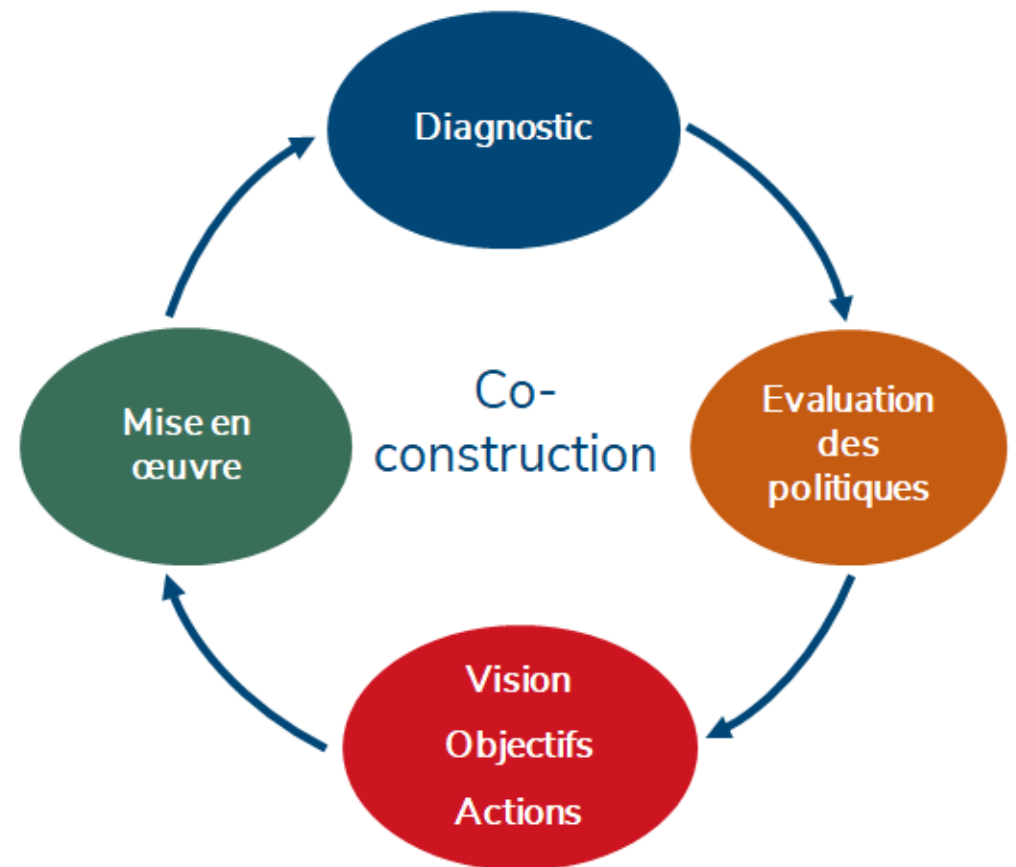 Diagnostic
Evaluation
des
politiques
Co-
construction
Mise en
œuvre
Vision
Objectifs
Actions